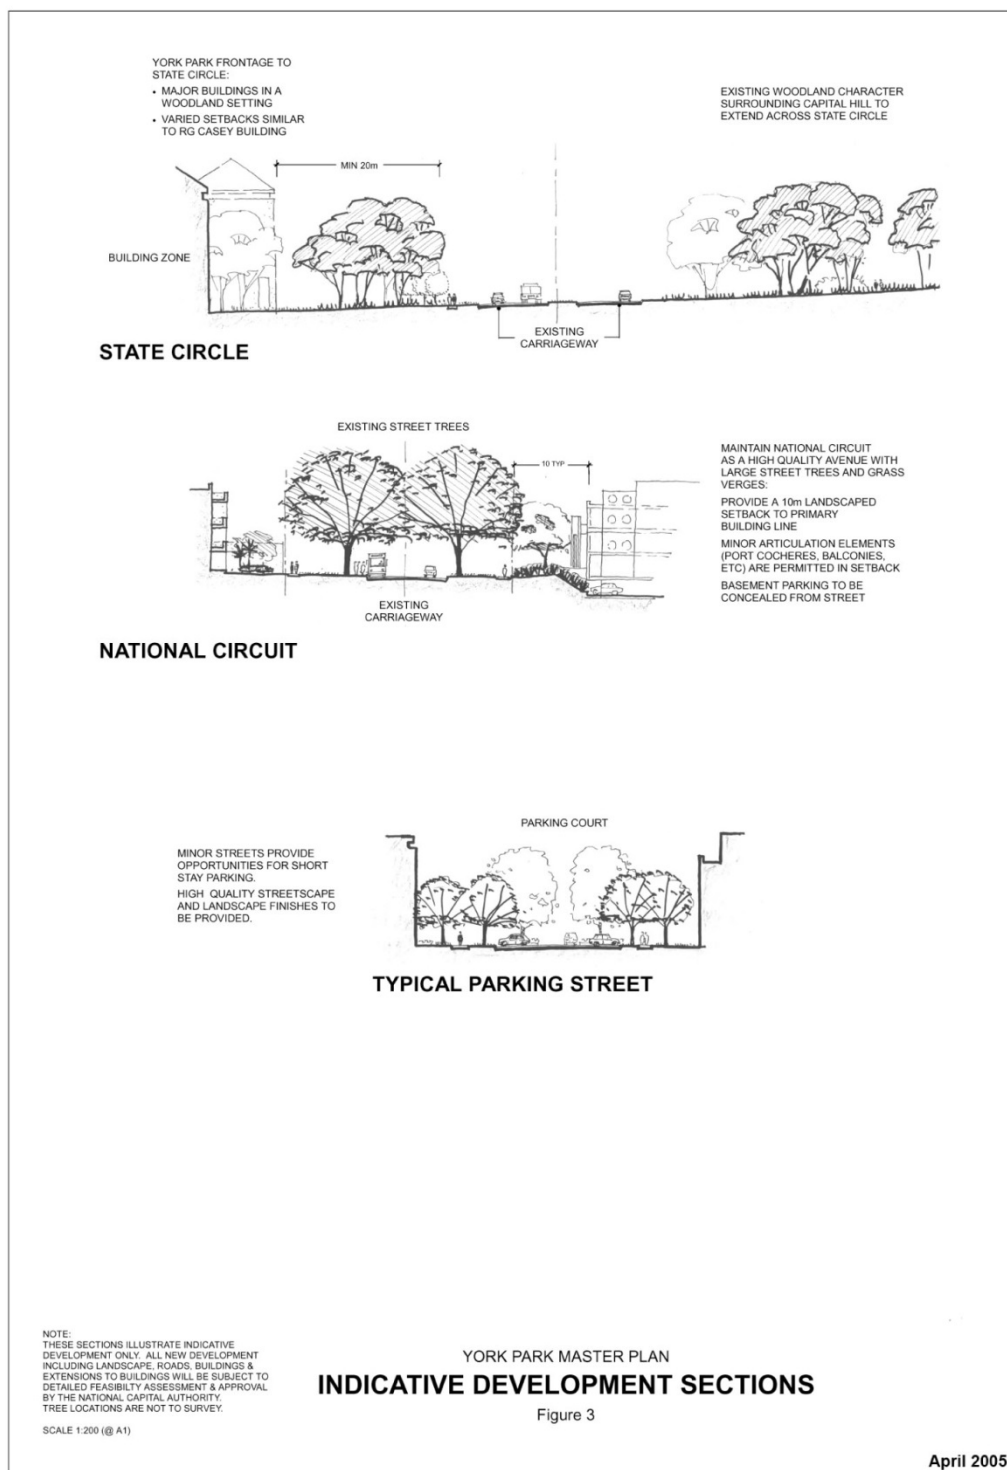 YORK PARK FRONTAGE TO
STATE CIRCLE:
• MAJOR BUILDINGS IN A
WOODLAND SETTING
• VARIED SETBACKS SIMILAR
TO RG CASEY BUILDING
EXISTING WOODLAND CHARACTER
SURROUNDING CAPITAL HILL TO
EXTEND ACROSS STATE CIRCLE
MIN 20m
BUILDING ZONE
EXISTING
CARRIAGEWAY
STATE CIRCLE
EXISTING STREET TREES
10 TYP
MAINTAIN NATIONAL CIRCUIT
AS A HIGH QUALITY AVENUE WITH
LARGE STREET TREES AND GRASS
VERGES:
PROVIDE A 10m LANDSCAPED
SETBACK TO PRIMARY
BUILDING LINE
MINOR ARTICULATION ELEMENTS
(PORT COCHERES, BALCONIES,
ETC) ARE PERMITTED IN SETBACK
BASEMENT PARKING TO BE
CONCEALED FROM STREET
EXISTING
CARRIAGEWAY
NATIONAL CIRCUIT
PARKING COURT
MINOR STREETS PROVIDE
OPPORTUNITIES FOR SHORT
STAY PARKING.
HIGH QUALITY STREETSCAPE
AND LANDSCAPE FINISHES TO
BE PROVIDED.
TYPICAL PARKING STREET
NOTE:
THESE SECTIONS ILLUSTRATE INDICATIVE
DEVELOPMENT ONLY. ALL NEW DEVELOPMENT
INCLUDING LANDSCAPE, ROADS, BUILDINGS &
EXTENSIONS TO BUILDINGS WILL BE SUBJECT TO
DETAILED FEASIBILTY ASSESSMENT & APPROVAL
BY THE NATIONAL CAPITAL AUTHORITY.
TREE LOCATIONS ARE NOT TO SURVEY.
SCALE 1:200 (@ A1)
YORK PARK MASTER PLAN
INDICATIVE DEVELOPMENT SECTIONS
Figure 3
April 2005